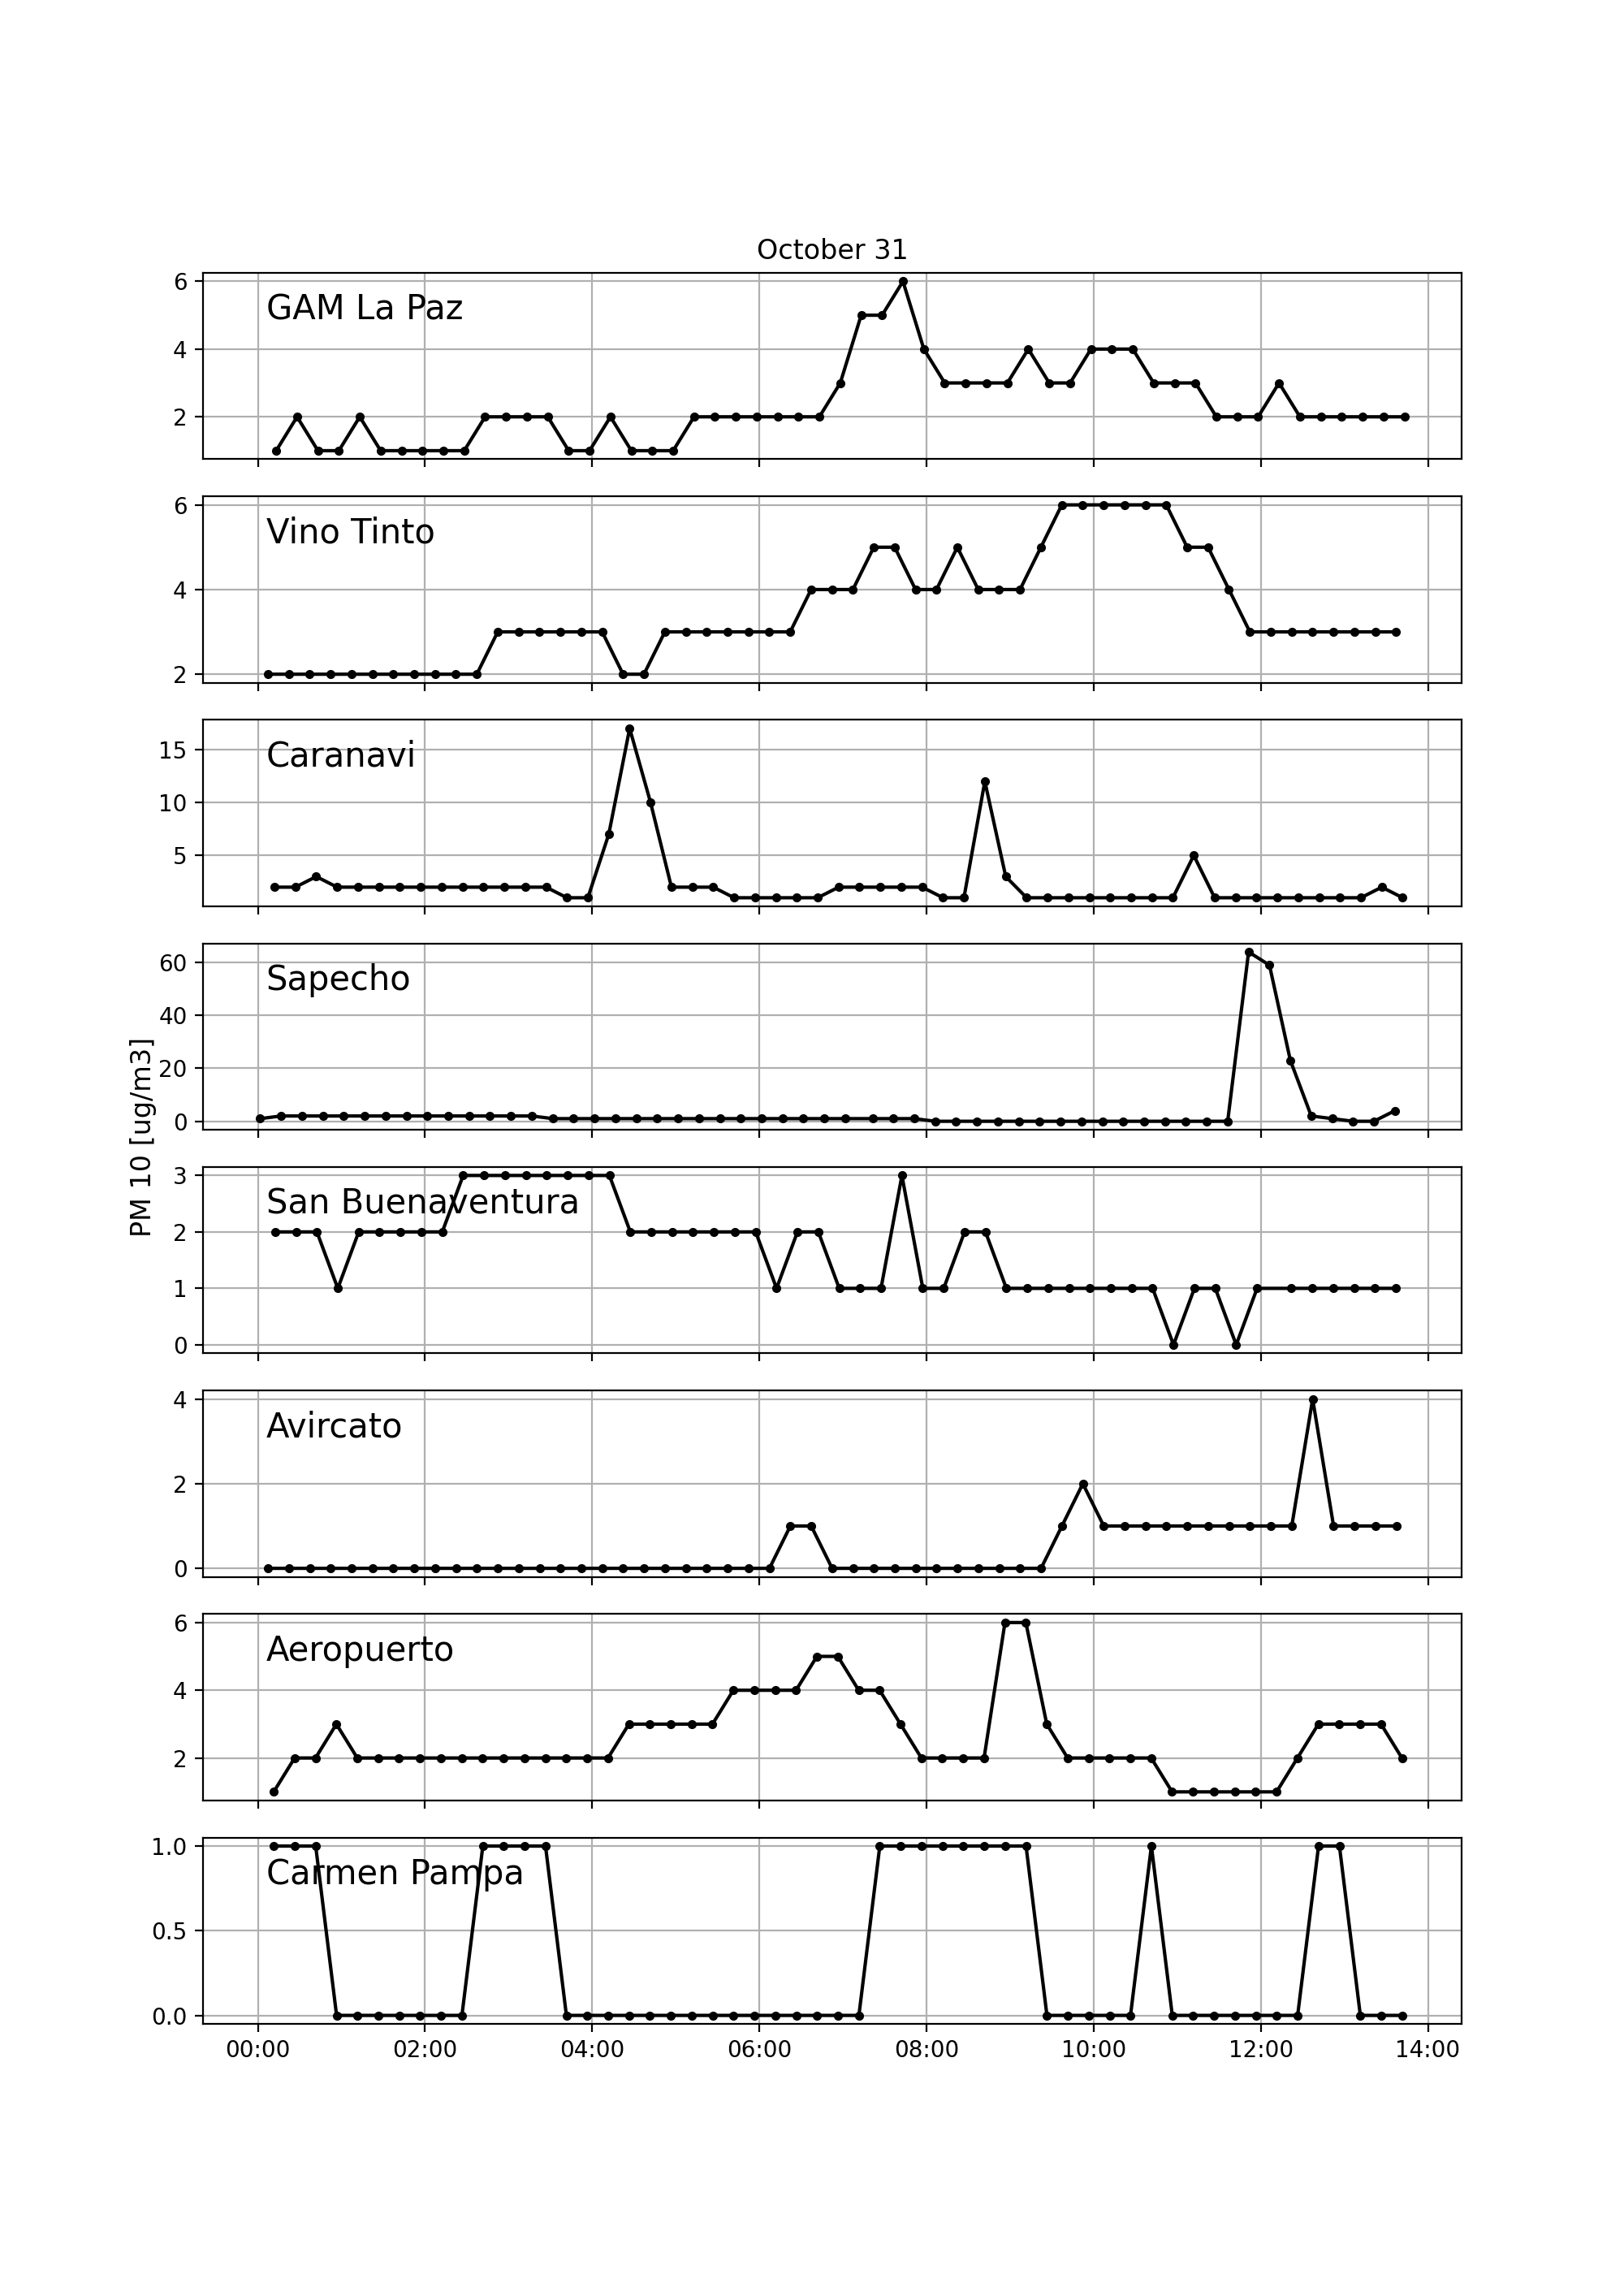 October 31
PM 10 [ug/m3]
GAM La Paz
6
4
2
Vino Tinto
6
4
2
Caranavi
15
10
5
Sapecho
60
40
20
0
San Buenaventura
3
2
1
0
Avircato
4
2
0
Aeropuerto
6
4
2
Carmen Pampa
1.0
0.5
0.0
00:00 02:00 04:00 06:00 08:00 10:00 12:00 14:00